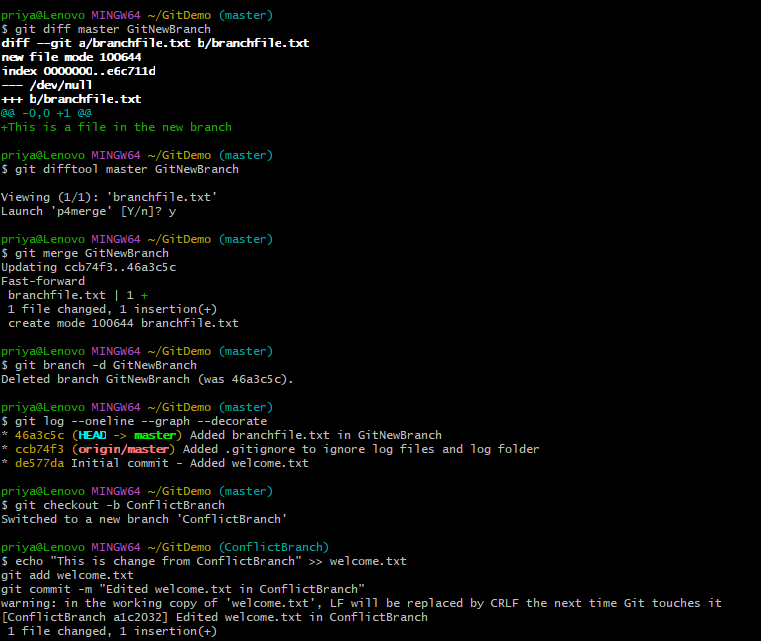 priya@Lenovo MINGW64 ~/GitDemo (master)
$ git diff master GitNewBranch
diff --git a/branchfile.txt b/branchfile.txt
new file mode 100644
index 0000000..e6c711d
--- /dev/null
+++ b/branchfile.txt
@@ -0,0 +1 @@
+This is a file in the new branch

priya@Lenovo MINGW64 ~/GitDemo (master)
$ git difftool master GitNewBranch

Viewing (1/1): 'branchfile.txt'
Launch 'p4merge' [Y/n]? y

priya@Lenovo MINGW64 ~/GitDemo (master)
$ git merge GitNewBranch
Updating ccb74f3..46a3c5c
Fast-forward
 branchfile.txt | 1 +
 1 file changed, 1 insertion(+)
 create mode 100644 branchfile.txt

priya@Lenovo MINGW64 ~/GitDemo (master)
$ git branch -d GitNewBranch
Deleted branch GitNewBranch (was 46a3c5c).

priya@Lenovo MINGW64 ~/GitDemo (master)
$ git log --oneline --graph --decorate
* 46a3c5c (HEAD -> master) Added branchfile.txt in GitNewBranch
* ccb74f3 (origin/master) Added .gitignore to ignore log files and log folder
* de577da Initial commit - Added welcome.txt

priya@Lenovo MINGW64 ~/GitDemo (master)
$ git checkout -b ConflictBranch
Switched to a new branch 'ConflictBranch'

priya@Lenovo MINGW64 ~/GitDemo (ConflictBranch)
$ echo "This is change from ConflictBranch" >> welcome.txt
git add welcome.txt
git commit -m "Edited welcome.txt in ConflictBranch"
warning: in the working copy of 'welcome.txt', LF will be replaced by CRLF the next time Git touches it
[ConflictBranch a1c2032] Edited welcome.txt in ConflictBranch
 1 file changed, 1 insertion(+)